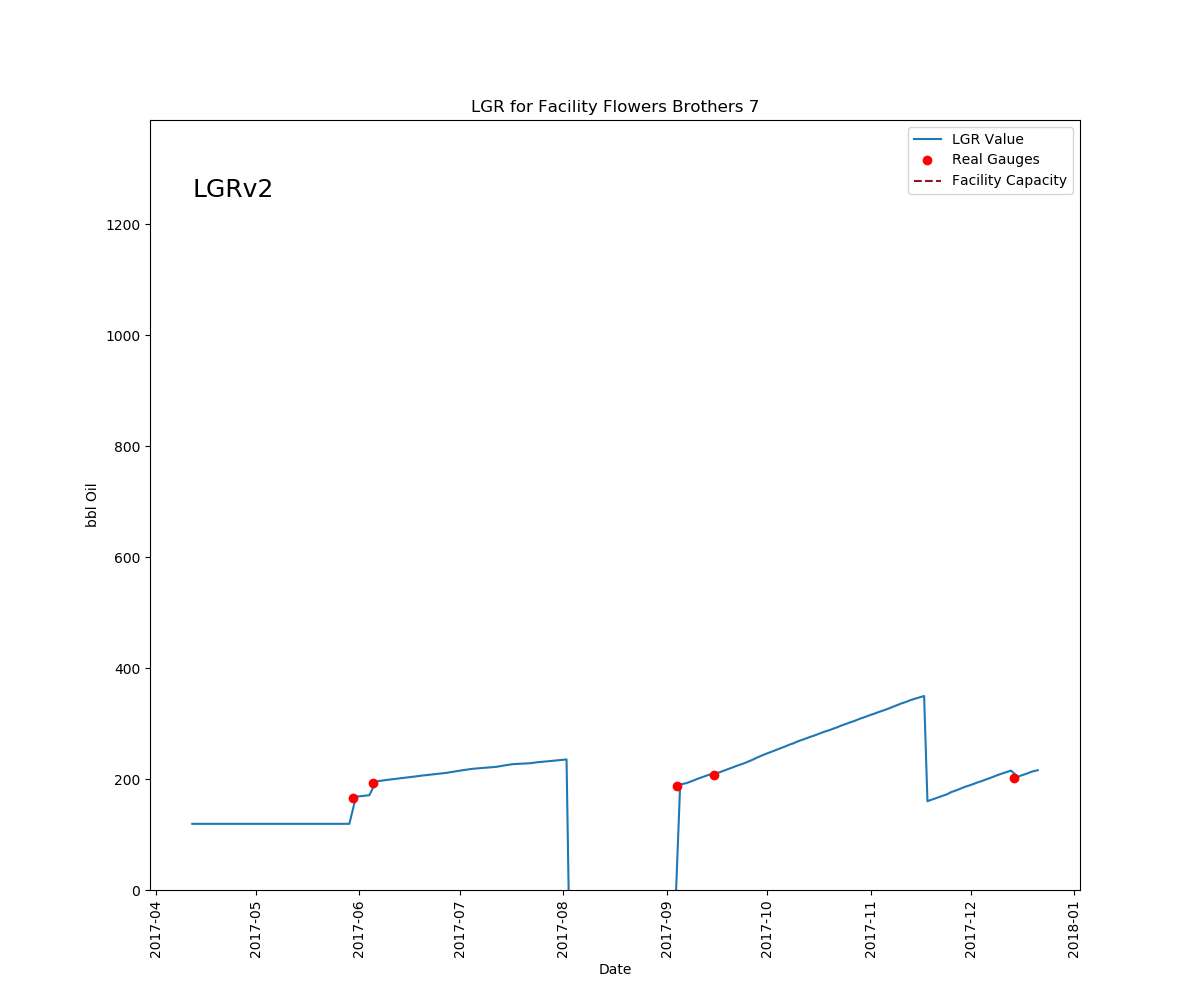 LGR for Facility Flowers Brothers 7
LGR Value
Real Gauges
Facility Capacity
LGRv2
1200
1000
800
600
400
200
0
bbl Oil
2017-04
2017-05
2017-06
2017-07
2017-08
2017-09
2017-10
2017-11
2017-12
2018-01
Date